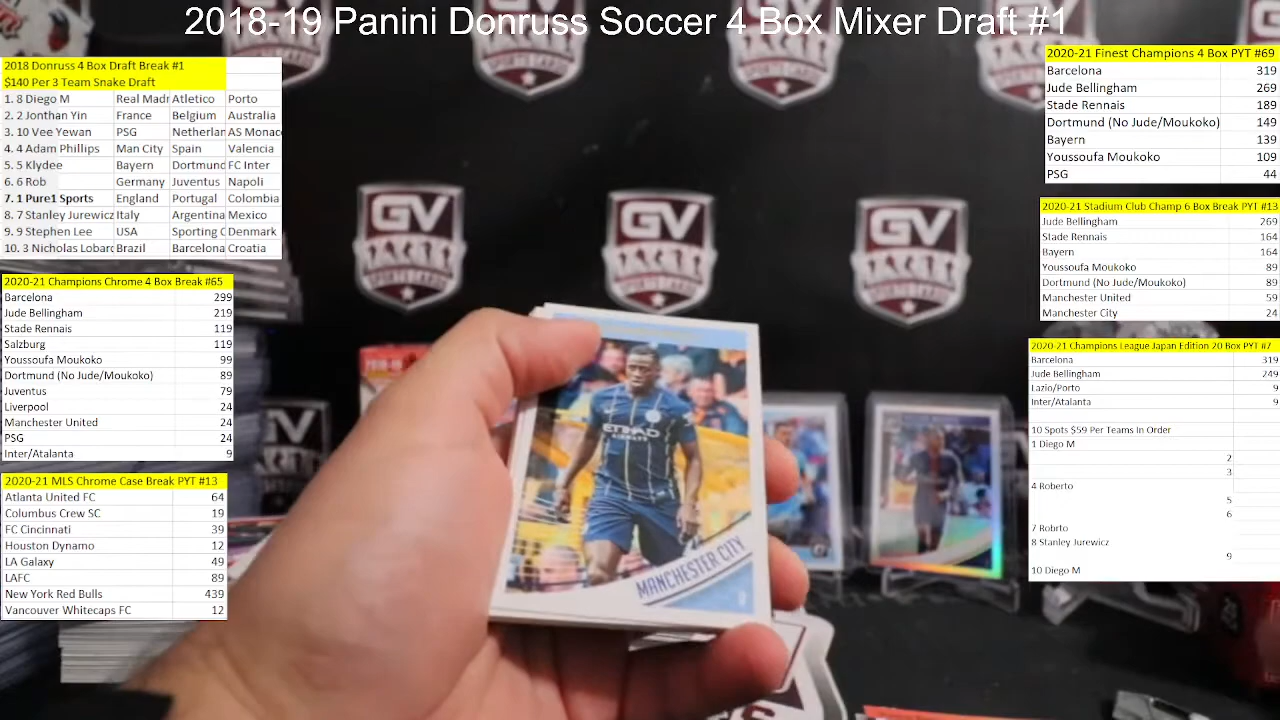 2018-19 Panini Donruss Soccer 4 Box Mixer Draft #1
2018 Donruss 4 Box Draft Break #1
$140 Per 3 Team Snake Draft
1. 8 Diego M Real Madr Atletico Porto
2. 2 Jonthan Yin France Belgium Australia
3. 10 Vee Yewan PSG Netherlan AS Monac
4. 4 Adam Phillips Man City Spain Valencia
5. 5 Klydee Bayern Dortmund FC Inter
6. 6 Rob Germany Juventus Napoli
7. 1 Pure1 Sports England Portugal Colombia
8. 7 Stanley Jurewicz Italy Argentina Mexico
9. 9 Stephen Lee USA Sporting C Denmark
10. 3 Nicholas Lobard Brazil Barcelona Croatia
2020-21 Champions Chrome 4 Box Break #65
Barcelona 299
Jude Bellingham 219
Stade Rennais 119
Salzburg 119
Youssoufa Moukoko 99
Dortmund (No Jude/Moukoko) 89
Juventus 79
Liverpool 24
Manchester United 24
PSG 24
Inter/Atalanta 9
2020-21 MLS Chrome Case Break PYT #13
Atlanta United FC 64
Columbus Crew SC 19
FC Cincinnati 39
Houston Dynamo 12
LA Galaxy 49
LAFC 89
New York Red Bulls 439
Vancouver Whitecaps FC 12
2020-21 Finest Champions 4 Box PYT #69
Barcelona 319
Jude Bellingham 269
Stade Rennais 189
Dortmund (No Jude/Moukoko) 149
Bayern 139
Youssoufa Moukoko 109
PSG 44
2020-21 Stadium Club Champ 6 Box Break PYT #13
Jude Bellingham 269
Stade Rennais 164
Bayern 164
Youssoufa Moukoko 89
Dortmund (No Jude/Moukoko) 89
Manchester United 59
Manchester City 24
2020-21 Champions League Japan Edition 20 Box PYT #7
Barcelona 319
Jude Bellingham 249
Lazio/Porto 9
Inter/Atalanta 9
10 Spots $59 Per Teams In Order
1 Diego M
2
3
4 Roberto
5
6
7 Robrto
8 Stanley Jurewicz
9
10 Diego M
GV
SPORTS CARDS
GV
SPORTS CARDS
GV
SPORTS CARDS
GV
ETIHAD
AIRWAYS
MANCHESTER CITY